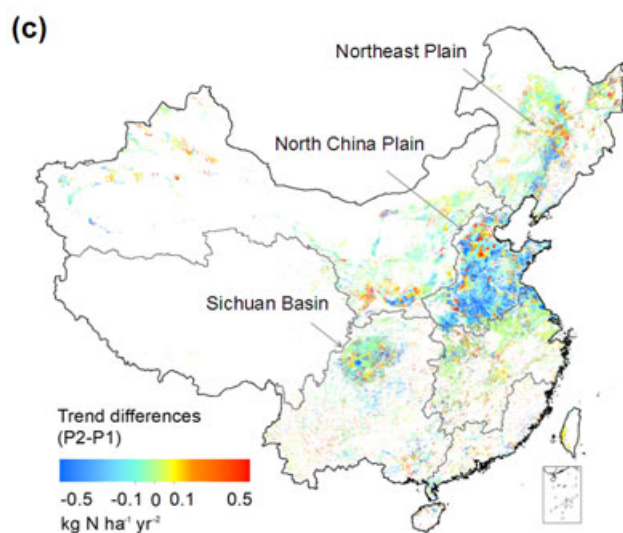 (c)
Northeast Plain
North China Plain
Sichuan Basin
Trend differences
(P2-P1)
-0.5 -0.1 0 0.1 0.5
kg N ha⁻¹ yr⁻²